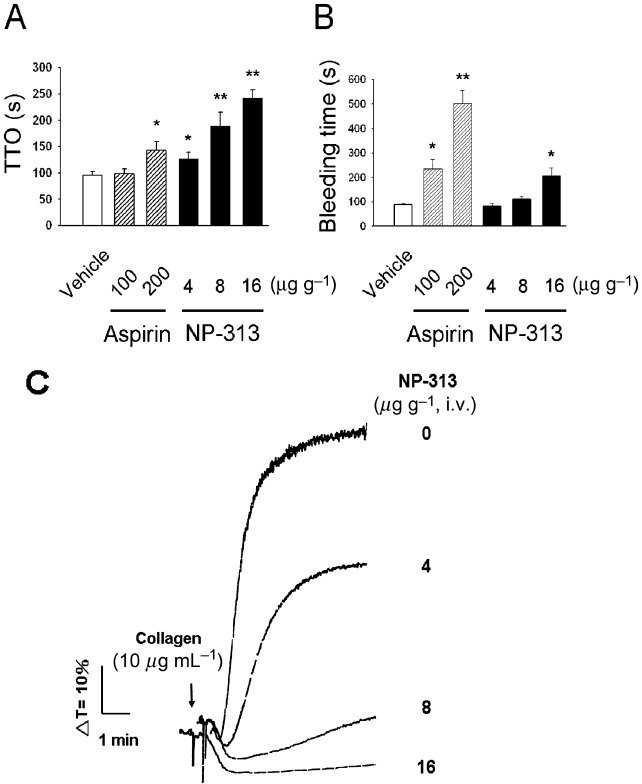 A
TTO (s)
300
250
200
150
100
50
0
*
*
**
**
Vehicle
100
200
4
8
16
(μg g–1)
Aspirin
NP-313
B
Bleeding time (s)
600
500
400
300
200
100
0
*
**
*
Vehicle
100
200
4
8
16
(μg g–1)
Aspirin
NP-313
C
NP-313
(μg g–1, i.v.)
0
4
8
16
Collagen
(10 μg mL–1)
△T= 10%
1 min